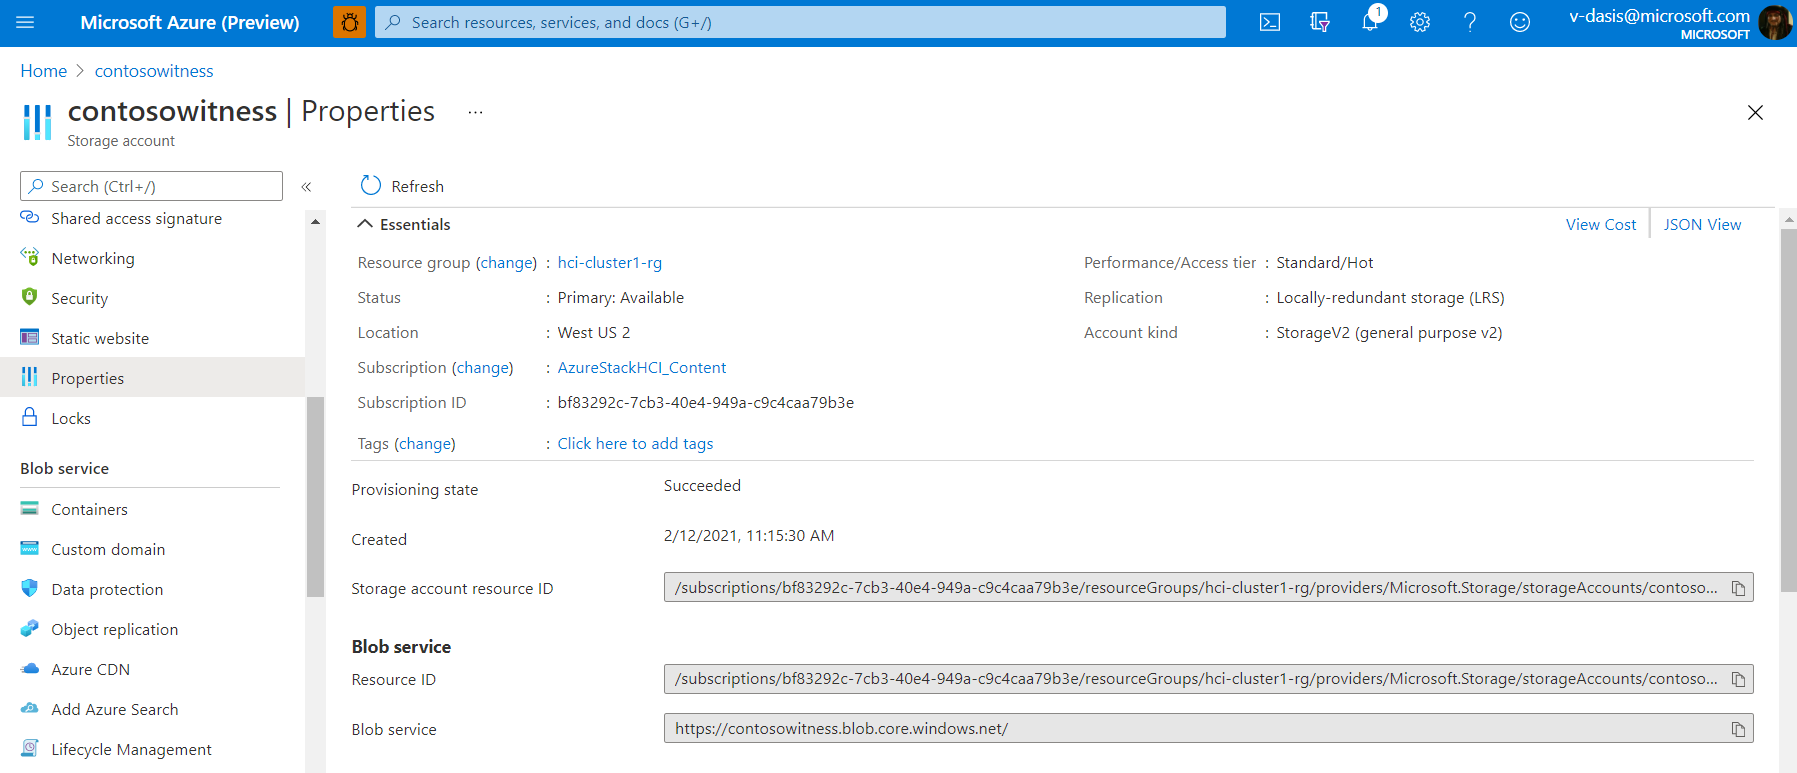 Microsoft Azure (Preview)
Search resources, services, and docs (G+/)
1
v-dasis@microsoft.com
MICROSOFT
Home > contosowitness
contosowitness | Properties ...
Storage account
Search (Ctrl+/)
«
Shared access signature
Networking
Security
Static website
Properties
Locks
Blob service
Containers
Custom domain
Data protection
Object replication
Azure CDN
Add Azure Search
Lifecycle Management
Refresh
Essentials
View Cost
JSON View
Resource group (change) : hci-cluster1-rg
Status : Primary: Available
Location : West US 2
Subscription (change) : AzureStackHCI_Content
Subscription ID : bf83292c-7cb3-40e4-949a-c9c4caa79b3e
Tags (change) : Click here to add tags
Performance/Access tier : Standard/Hot
Replication : Locally-redundant storage (LRS)
Account kind : StorageV2 (general purpose v2)
Provisioning state Succeeded
Created 2/12/2021, 11:15:30 AM
Storage account resource ID /subscriptions/bf83292c-7cb3-40e4-949a-c9c4caa79b3e/resourceGroups/hci-cluster1-rg/providers/Microsoft.Storage/storageAccounts/contoso...
Blob service
Resource ID /subscriptions/bf83292c-7cb3-40e4-949a-c9c4caa79b3e/resourceGroups/hci-cluster1-rg/providers/Microsoft.Storage/storageAccounts/contoso...
Blob service https://contosowitness.blob.core.windows.net/